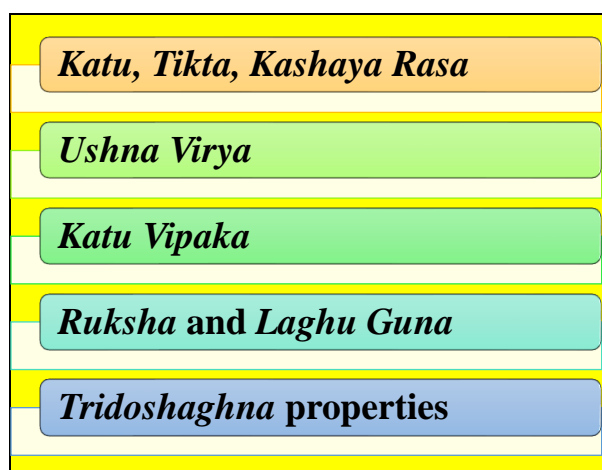 Katu, Tikta, Kashaya Rasa
Ushna Virya
Katu Vipaka
Ruksha and Laghu Guna
Tridoshaghna properties